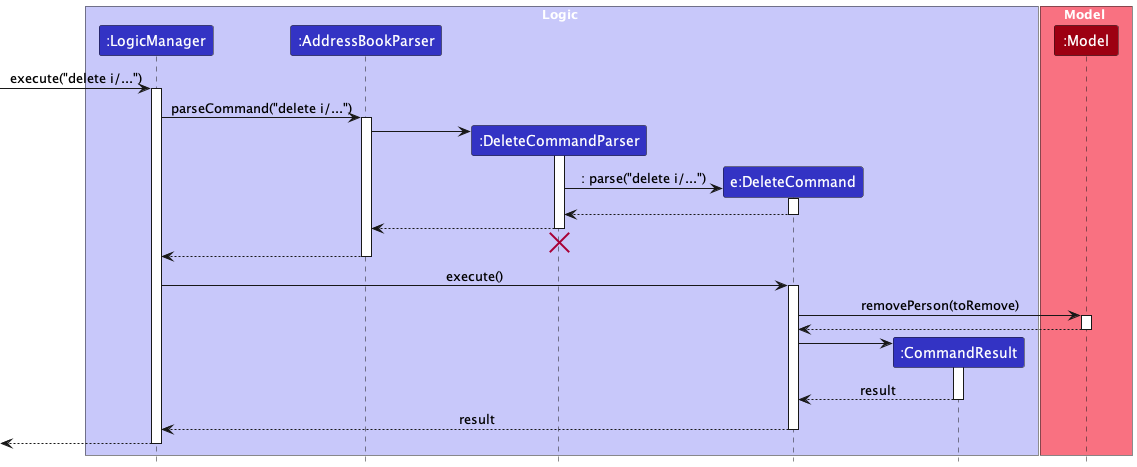 Logic
Model
:LogicManager
:AddressBookParser
:Model
execute("delete i/...")
parseCommand("delete i/...")
:DeleteCommandParser
: parse("delete i/...")
e:DeleteCommand
execute()
removePerson(toRemove)
:CommandResult
result
result